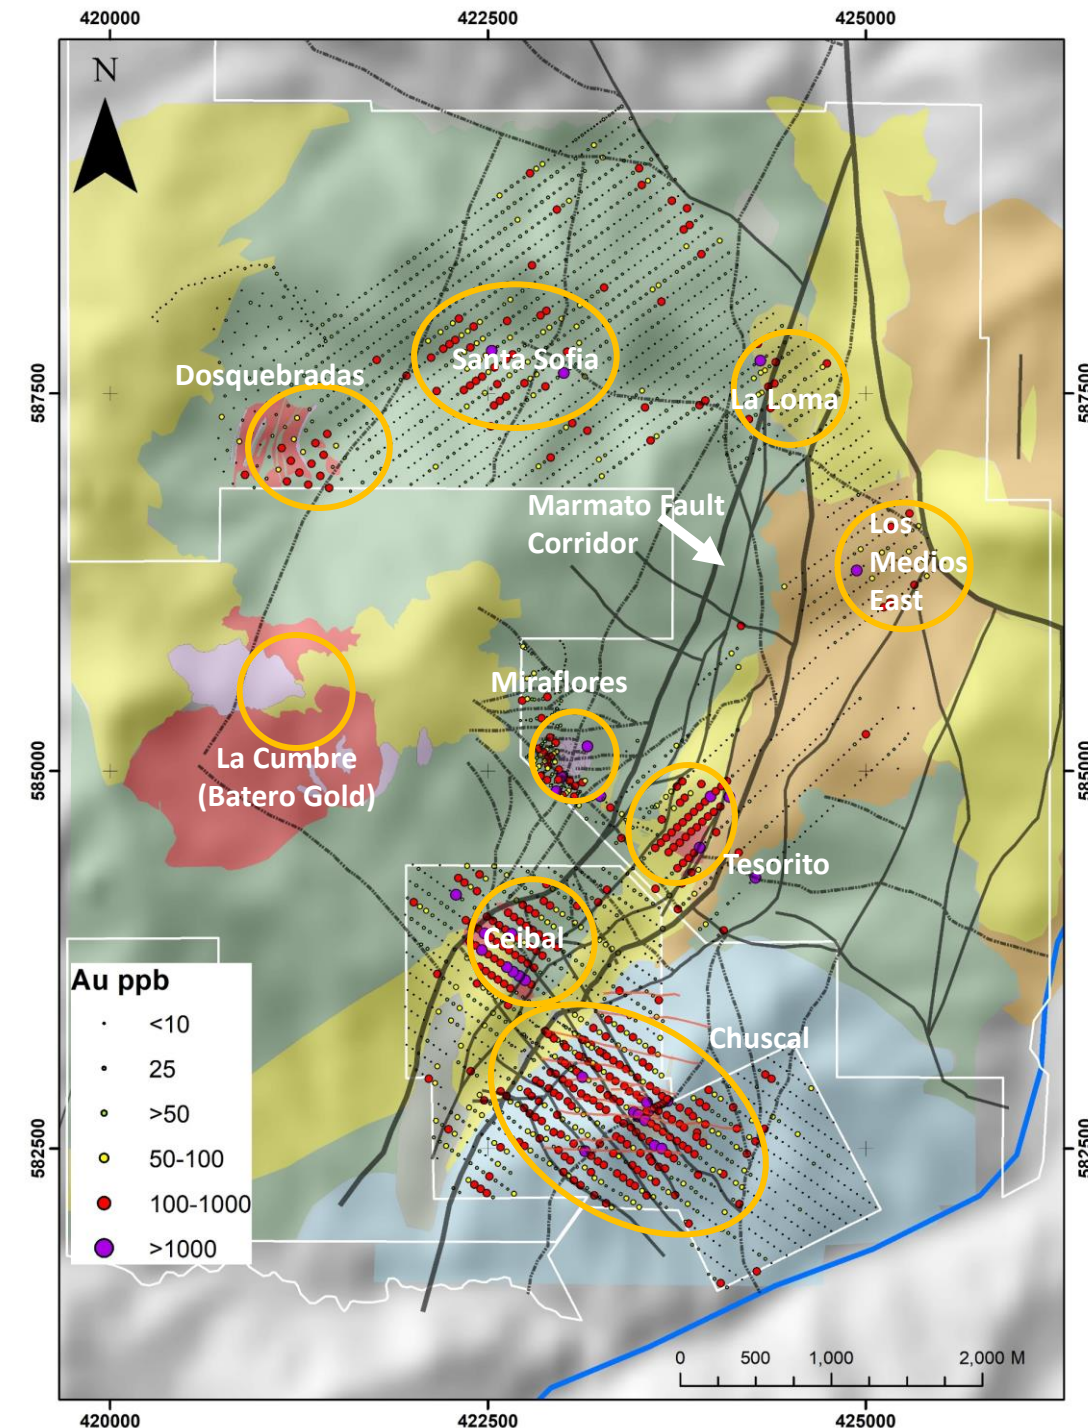 420000
422500
425000
N
587500
587500
Santa Sofia
Dosquebradas
La Loma
Marmato Fault
Corridor
Los
Medios
East
Miraflores
585000
585000
La Cumbre
(Batero Gold)
Tesorito
Ceibal
Chuscal
Au ppb
<10
25
>50
50-100
100-1000
>1000
582500
582500
0
500
1,000
2,000 M
420000
422500
425000